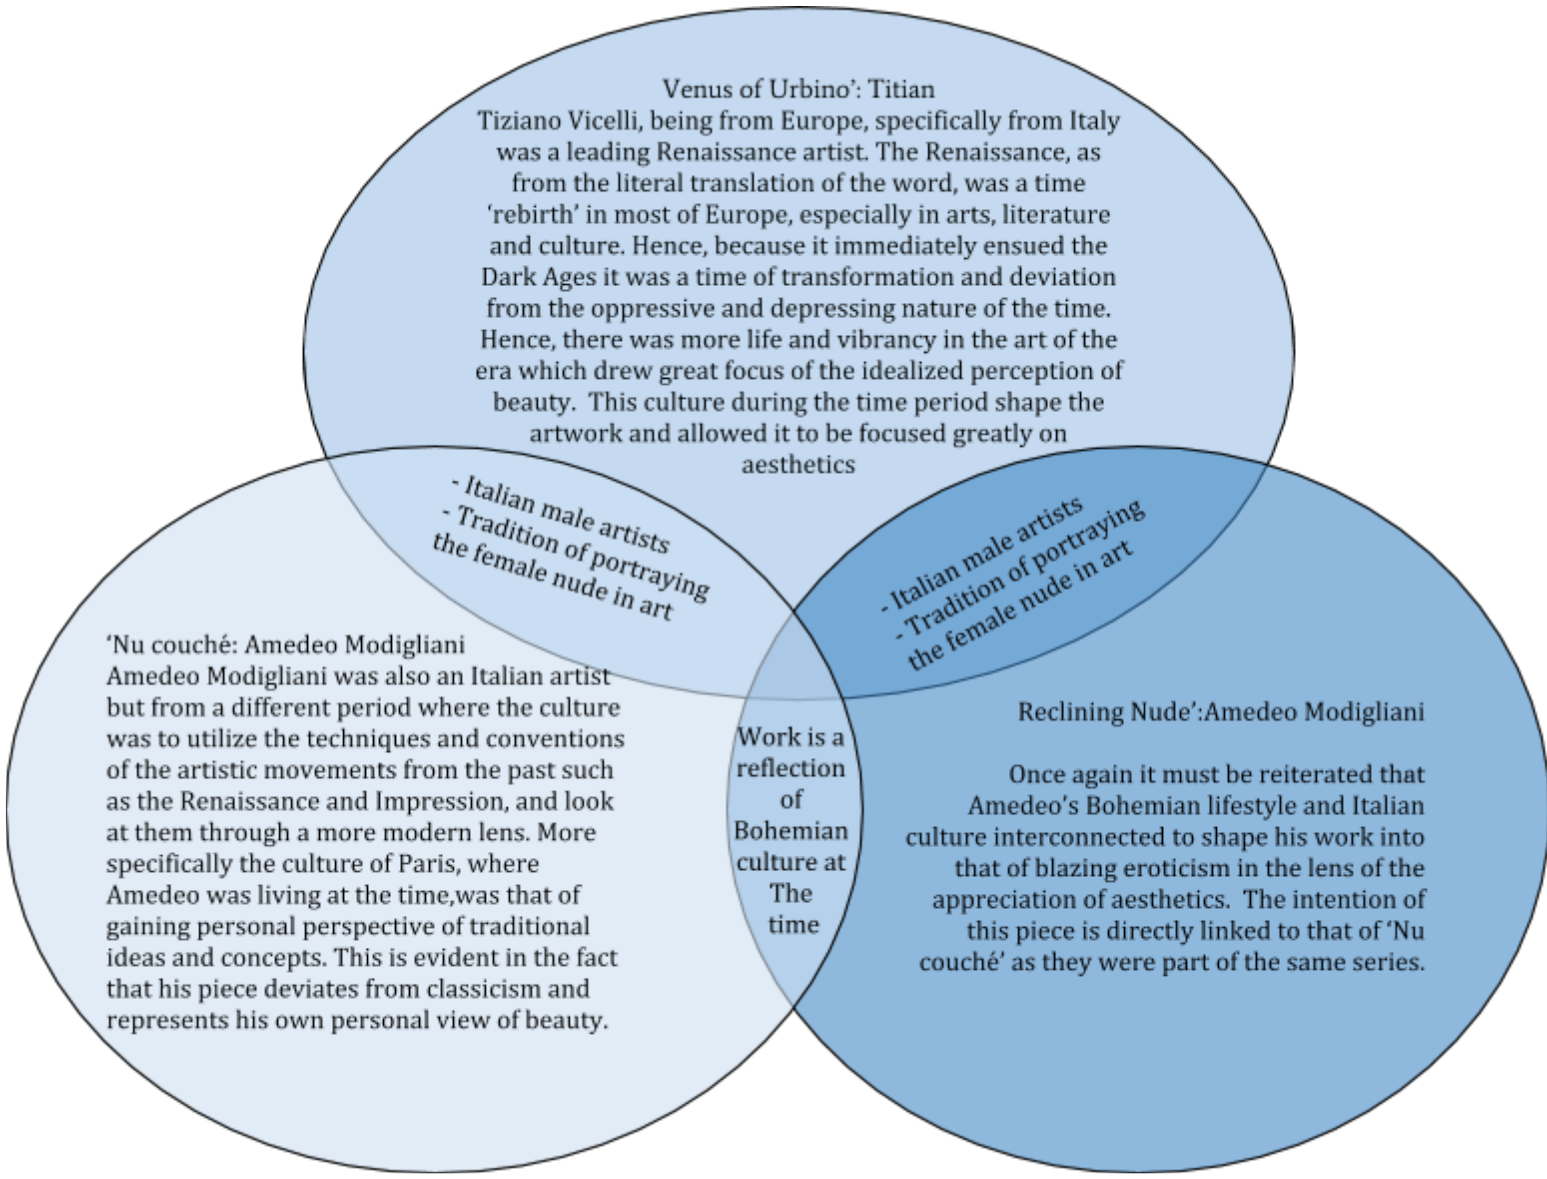 Venus of Urbino’: Titian
Tiziano Vicelli, being from Europe, specifically from Italy
was a leading Renaissance artist. The Renaissance, as
from the literal translation of the word, was a time
‘rebirth’ in most of Europe, especially in arts, literature
and culture. Hence, because it immediately ensued the
Dark Ages it was a time of transformation and deviation
from the oppressive and depressing nature of the time.
Hence, there was more life and vibrancy in the art of the
era which drew great focus of the idealized perception of
beauty.  This culture during the time period shape the
artwork and allowed it to be focused greatly on
aesthetics
- Italian male artists
- Tradition of portraying
the female nude in art
- Italian male artists
- Tradition of portraying
the female nude in art
‘Nu couché: Amedeo Modigliani
Amedeo Modigliani was also an Italian artist
but from a different period where the culture
was to utilize the techniques and conventions
of the artistic movements from the past such
as the Renaissance and Impression, and look
at them through a more modern lens. More
specifically the culture of Paris, where
Amedeo was living at the time,was that of
gaining personal perspective of traditional
ideas and concepts. This is evident in the fact
that his piece deviates from classicism and
represents his own personal view of beauty.
Work is a
reflection
of
Bohemian
culture at
The
time
Reclining Nude’:Amedeo Modigliani
Once again it must be reiterated that
Amedeo’s Bohemian lifestyle and Italian
culture interconnected to shape his work into
that of blazing eroticism in the lens of the
appreciation of aesthetics.  The intention of
this piece is directly linked to that of ‘Nu
couché’ as they were part of the same series.